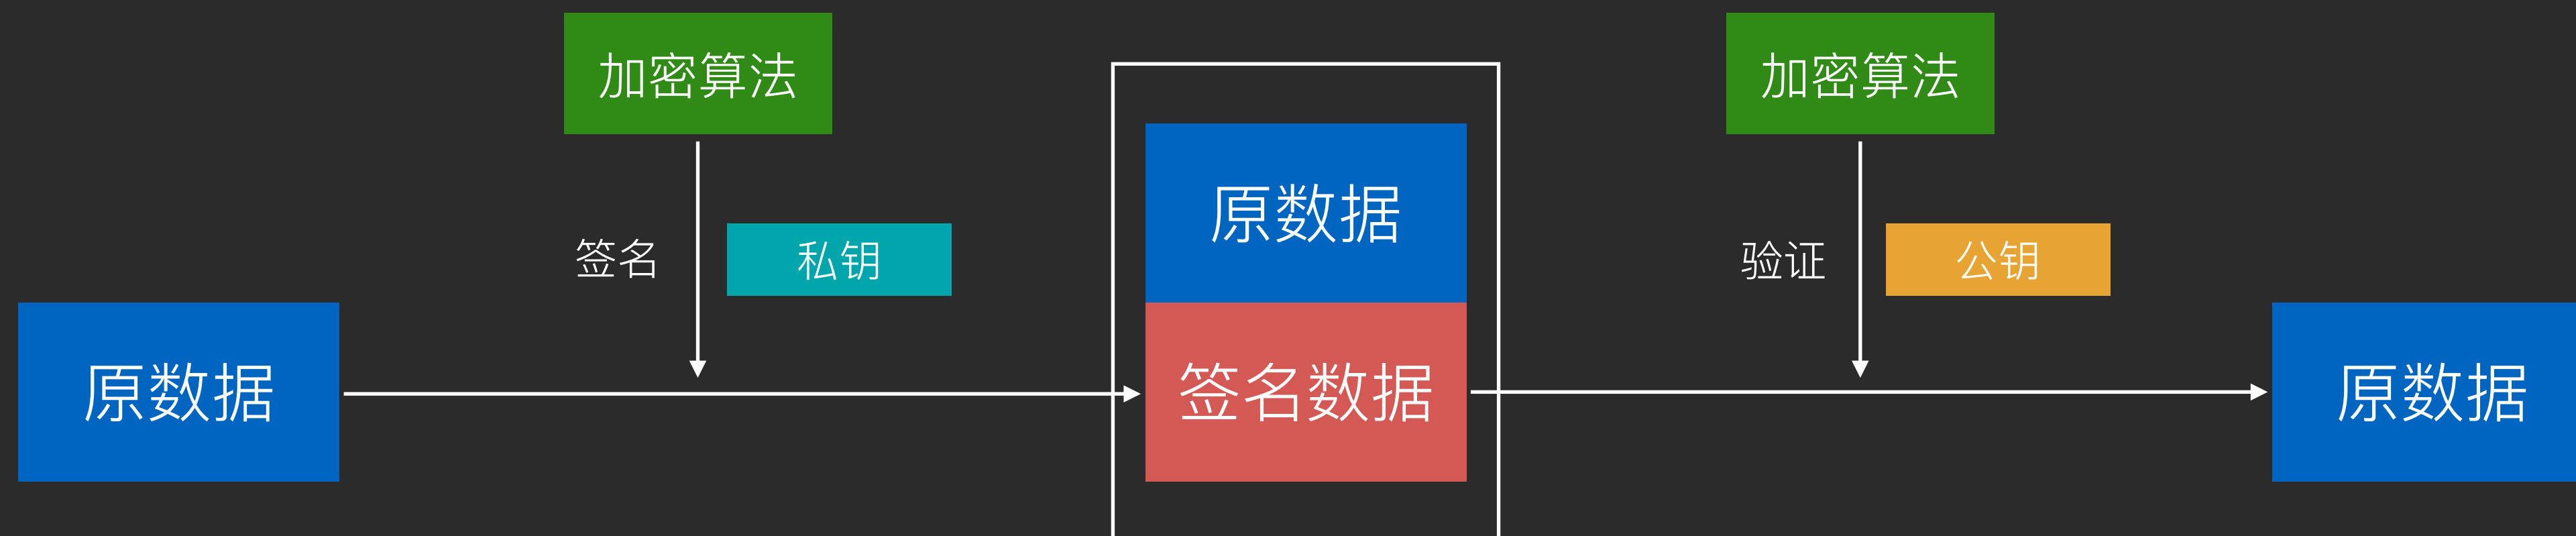 加密算法
签名
私钥
原数据
原数据
签名数据
加密算法
验证
公钥
原数据